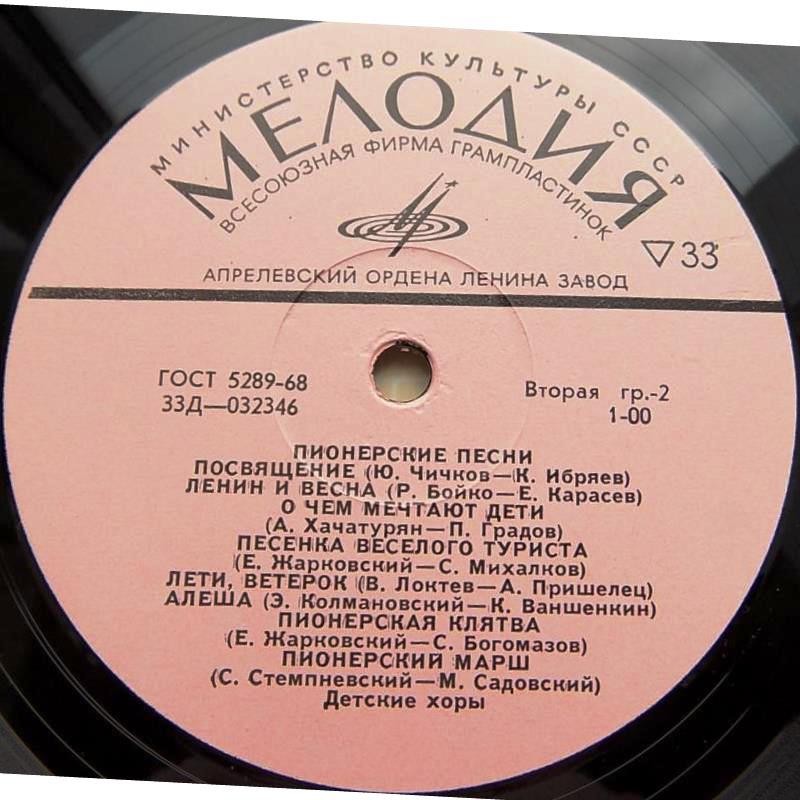 МИНИСТЕРСТВО КУЛЬТУРЫ СССР
МЕЛОДИЯ
ВСЕСОЮЗНАЯ ФИРМА ГРАМПЛАСТИНОК
33
АПРЕЛЕВСКИЙ ОРДЕНА ЛЕНИНА ЗАВОД
ГОСТ 5289-68
33Д—032346
Вторая гр.-2
1-00
ПИОНЕРСКИЕ ПЕСНИ
ПОСВЯЩЕНИЕ (Ю. Чичков—К. Ибряев)
ЛЕНИН И ВЕСНА (Р. Бойко—Е. Карасев)
О ЧЕМ МЕЧТАЮТ ДЕТИ
(А. Хачатурян—П. Градов)
ПЕСЕНКА ВЕСЕЛОГО ТУРИСТА
(Е. Жарковский—С. Михалков)
ЛЕТИ, ВЕТЕРОК (В. Локтев—А. Пришелец)
АЛЕША (Э. Колмановский—К. Ваншенкин)
ПИОНЕРСКАЯ КЛЯТВА
(Е. Жарковский—С. Богомазов)
ПИОНЕРСКИЙ МАРШ
(С. Стемпневский—М. Садовский)
Детские хоры